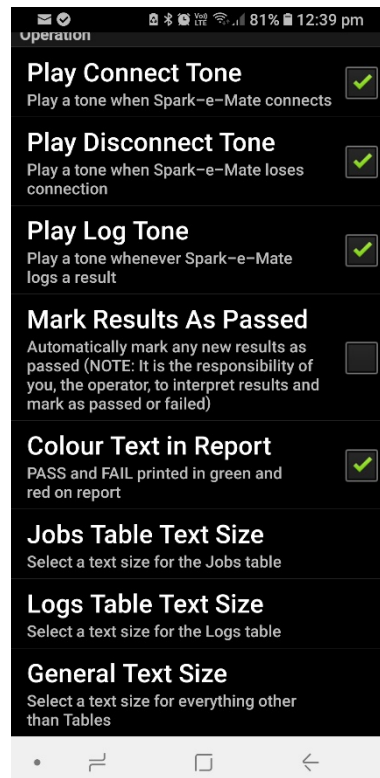 81% 12:39 pm
Operation
Play Connect Tone
Play a tone when Spark-e-Mate connects
Play Disconnect Tone
Play a tone when Spark-e-Mate loses
connection
Play Log Tone
Play a tone whenever Spark-e-Mate
logs a result
Mark Results As Passed
Automatically mark any new results as
passed (NOTE: It is the responsibility of
you, the operator, to interpret results and
mark as passed or failed)
Colour Text in Report
PASS and FAIL printed in green and
red on report
Jobs Table Text Size
Select a text size for the Jobs table
Logs Table Text Size
Select a text size for the Logs table
General Text Size
Select a text size for everything other
than Tables